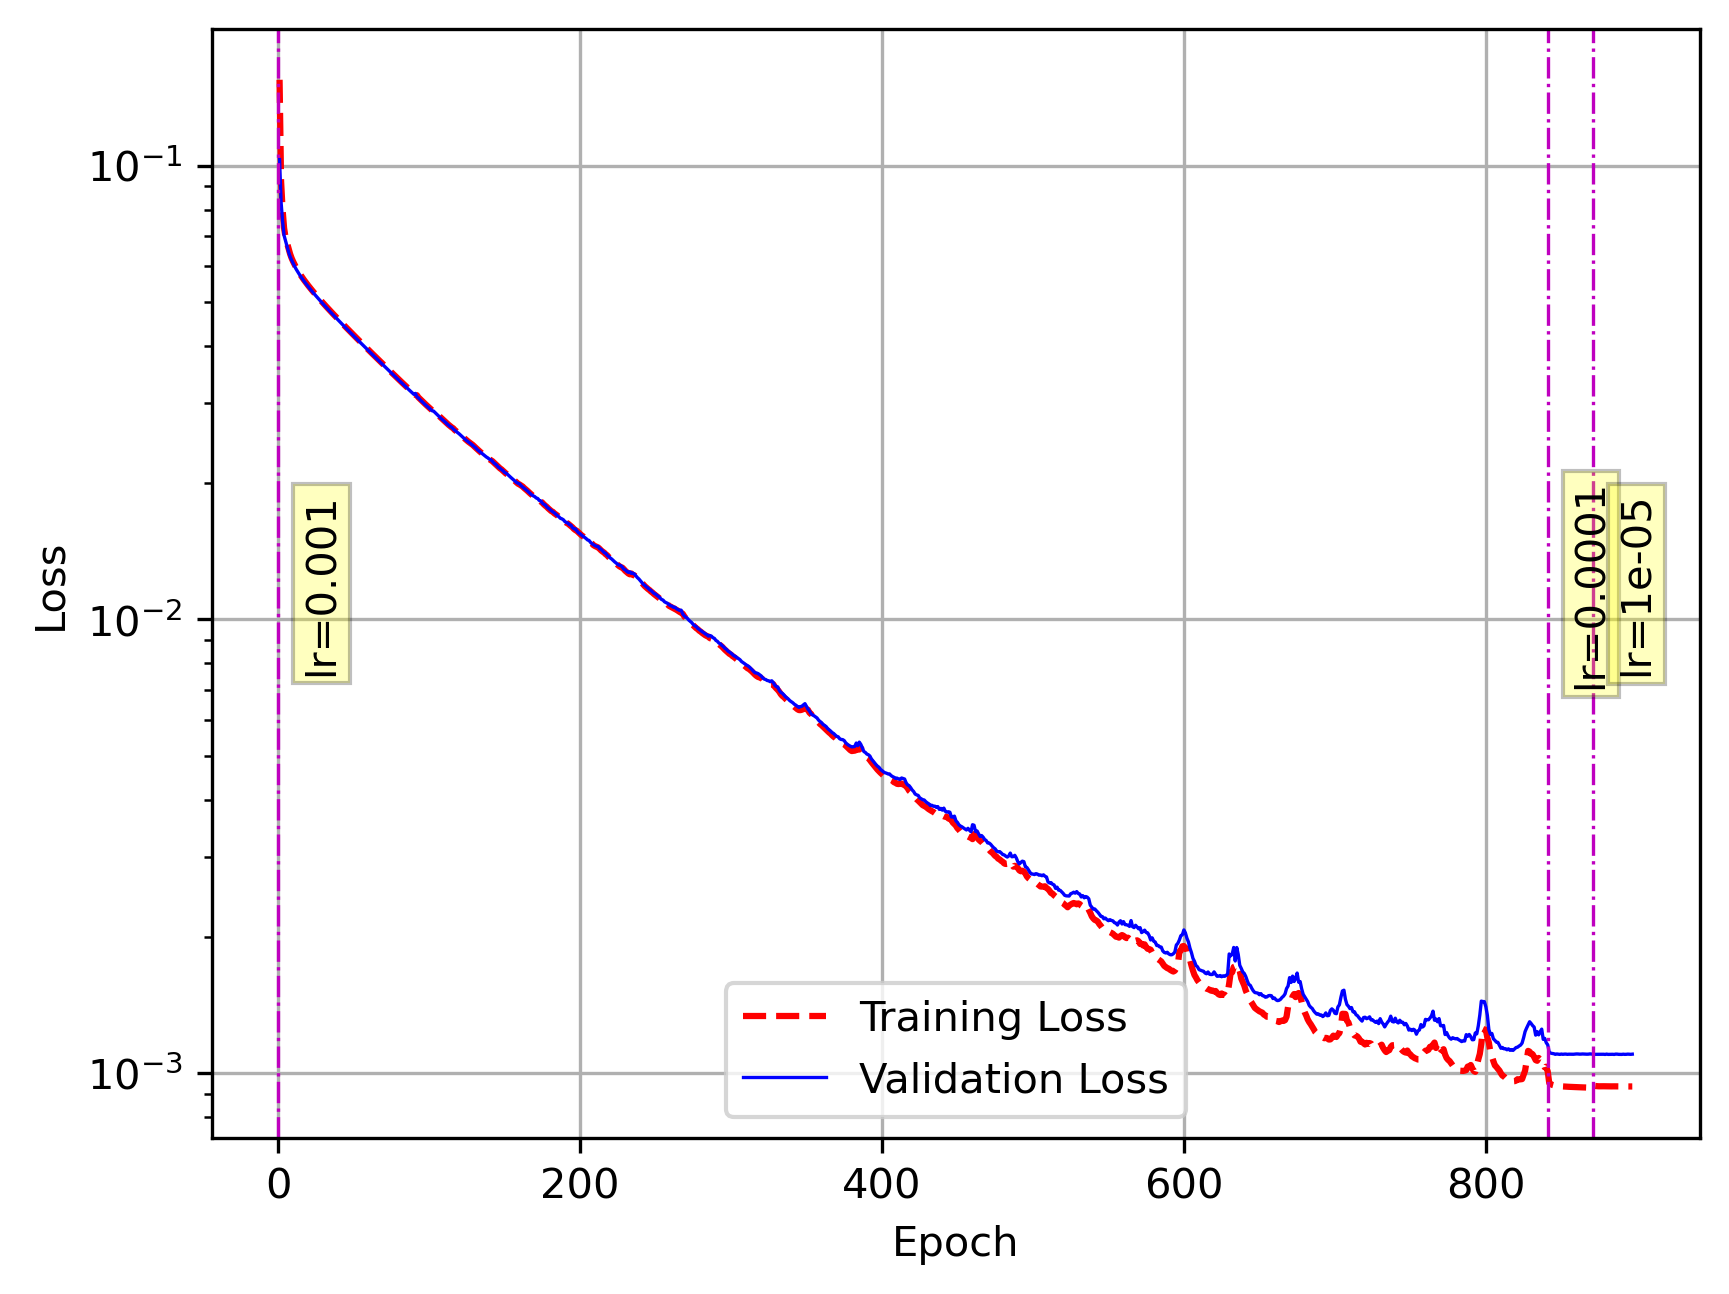 10⁻¹
10⁻²
10⁻³
Loss
lr=0.001
lr=0.0001
lr=1e-05
Training Loss
Validation Loss
0 200 400 600 800
Epoch